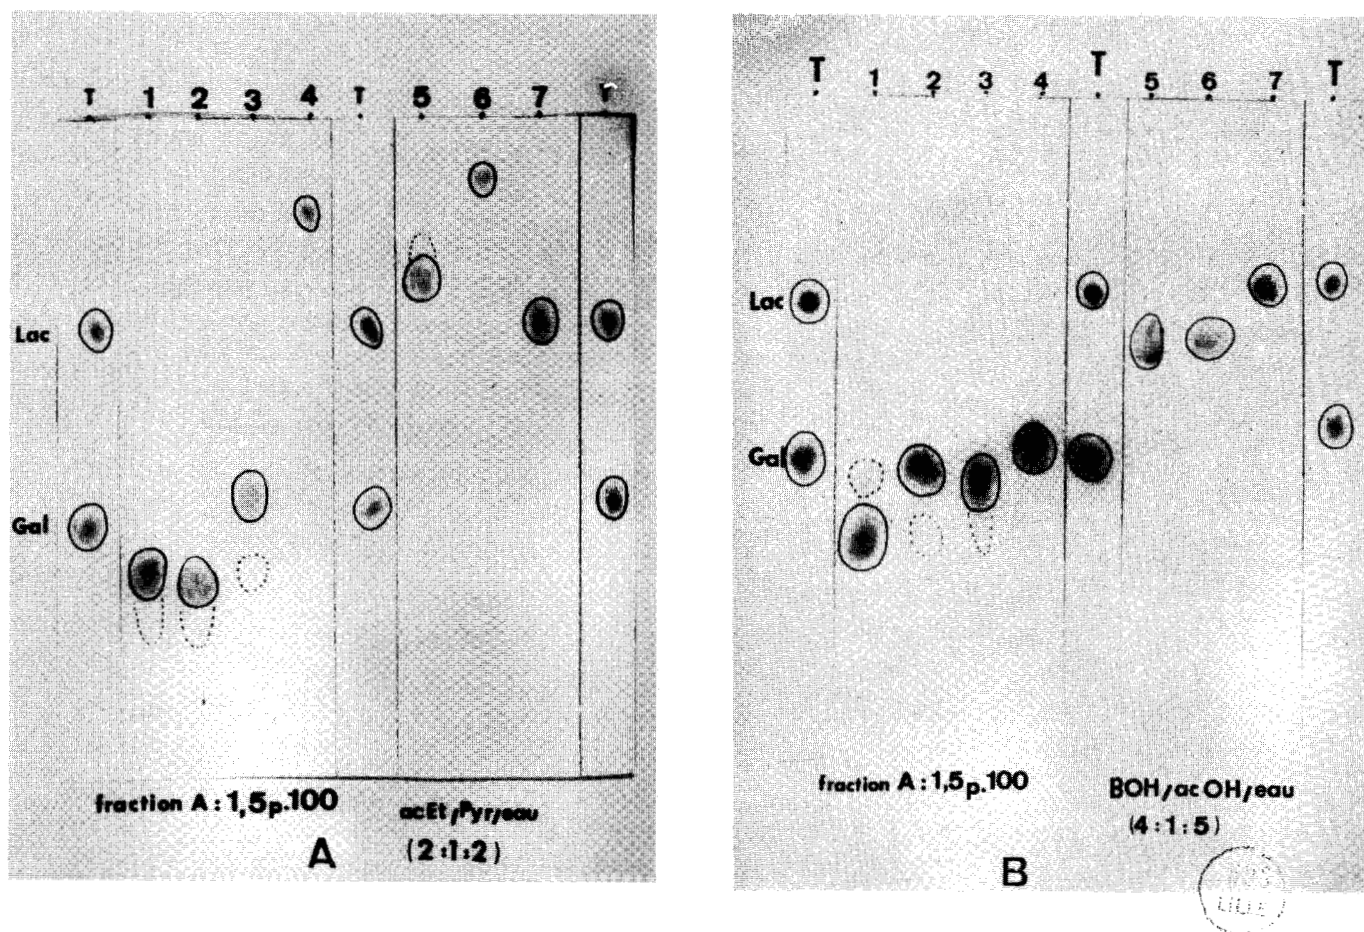 T 1 2 3 4 T 5 6 7 T
Lac
Gal
fraction A : 1,5 p.100
acEt/Pyr/eau
(2:1:2)
A
T 1 2 3 4 T 5 6 7 T
Lac
Gal
fraction A : 1,5 p.100
BOH/acOH/eau
(4:1:5)
B
LILLE